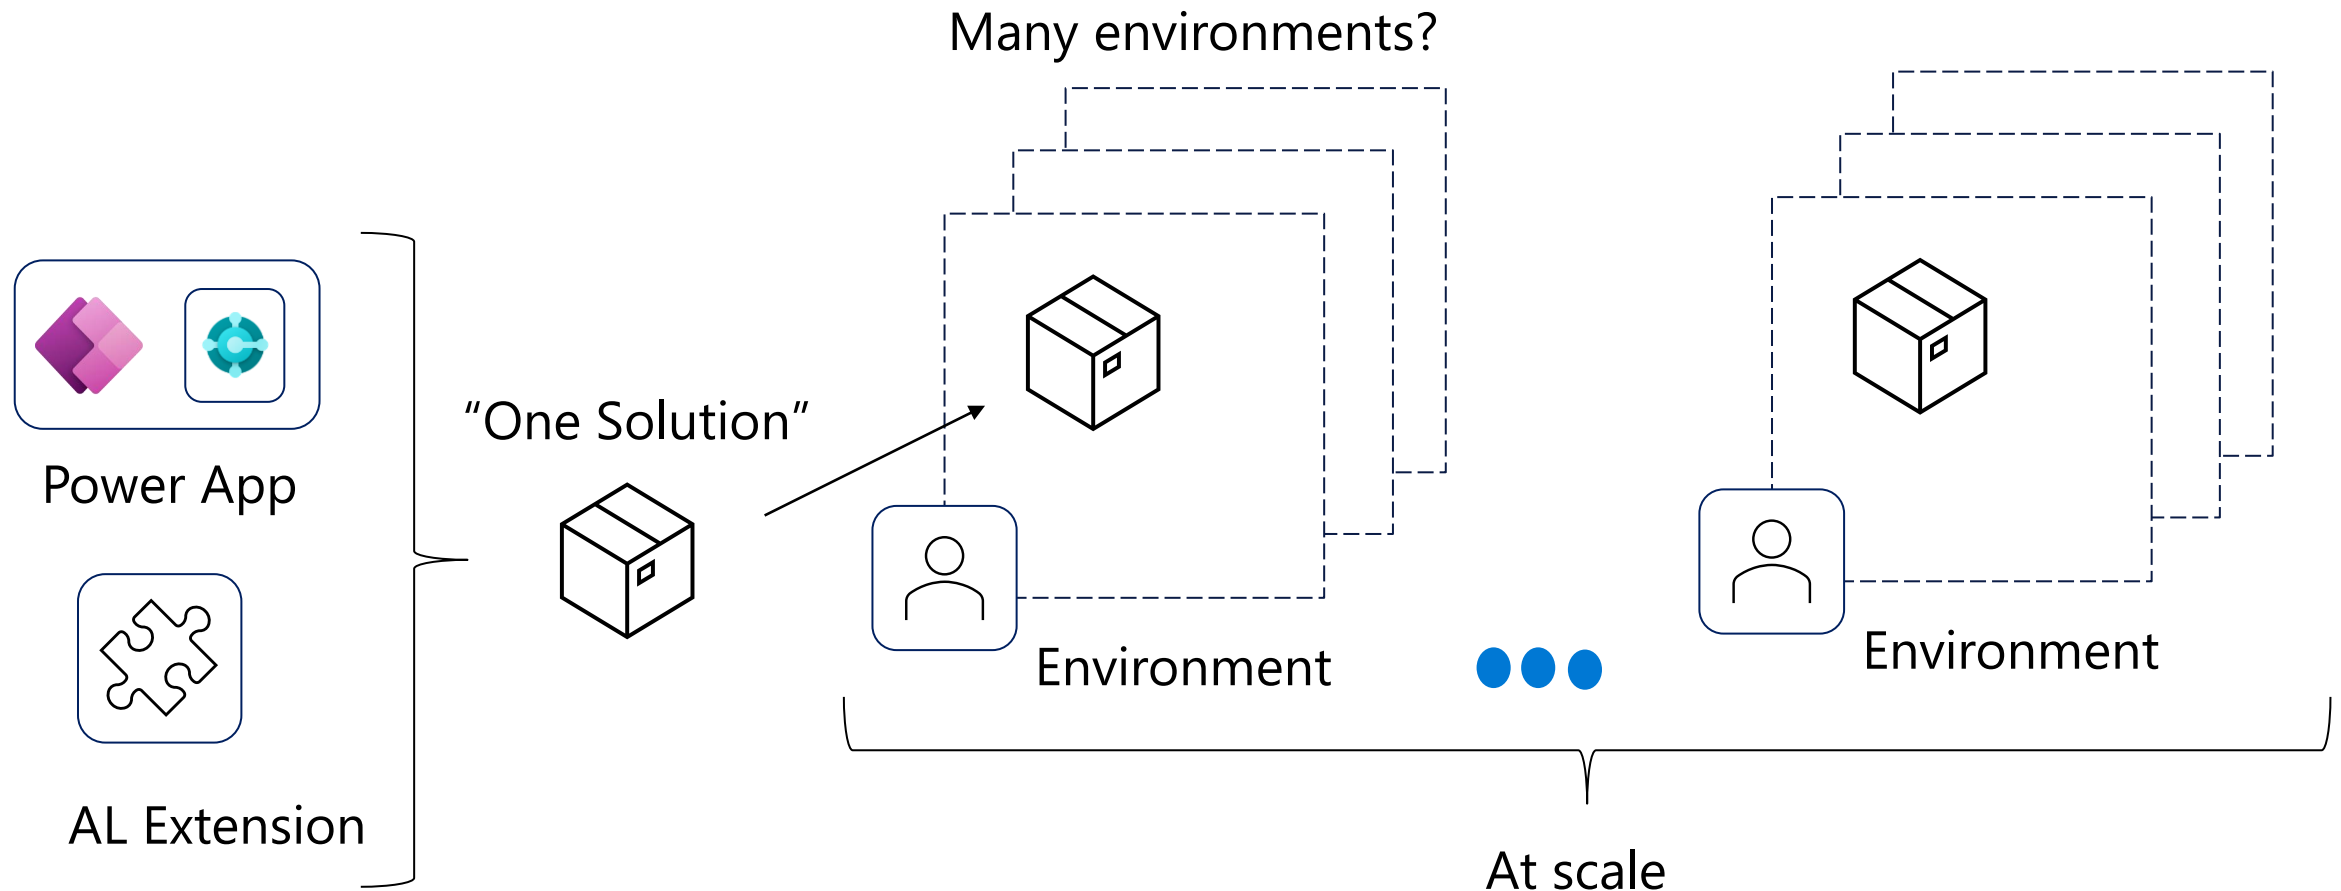 Many environments?
Power App
“One Solution”
AL Extension
Environment
Environment
At scale